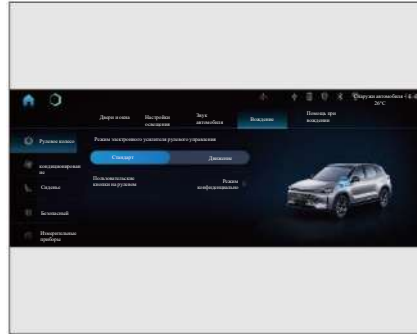 Снаружи автомобиля
26°C
Двери и окна
Настройки
освещения
Звук
автомобиля
Вождение
Помощь при
вождении
Рулевое колесо
Режим электронного усилителя рулевого управления
Стандарт
Движение
кондиционирован
ие
Пользовательские
кнопки на рулевом
Режим
конфиденциально
Сиденье
Безопасный
Измерительные
приборы